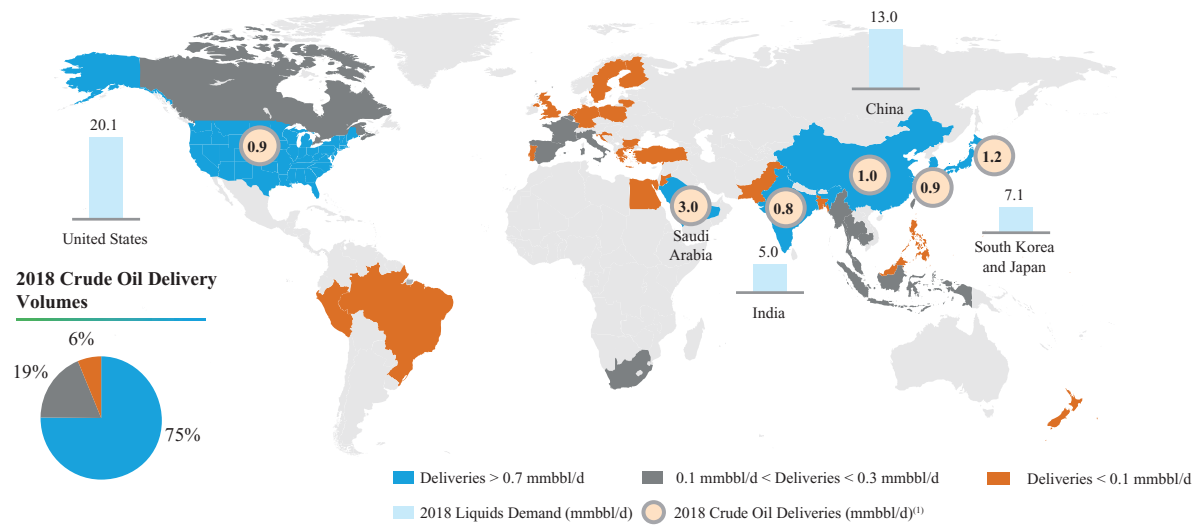 13.0
China
20.1
United States
0.9
1.0
1.2
0.9
0.8
3.0
Saudi
Arabia
7.1
South Korea
and Japan
5.0
India
2018 Crude Oil Delivery
Volumes
6%
19%
75%
Deliveries > 0.7 mmbbl/d
0.1 mmbbl/d < Deliveries < 0.3 mmbbl/d
Deliveries < 0.1 mmbbl/d
2018 Liquids Demand (mmbbl/d)
2018 Crude Oil Deliveries (mmbbl/d)(1)